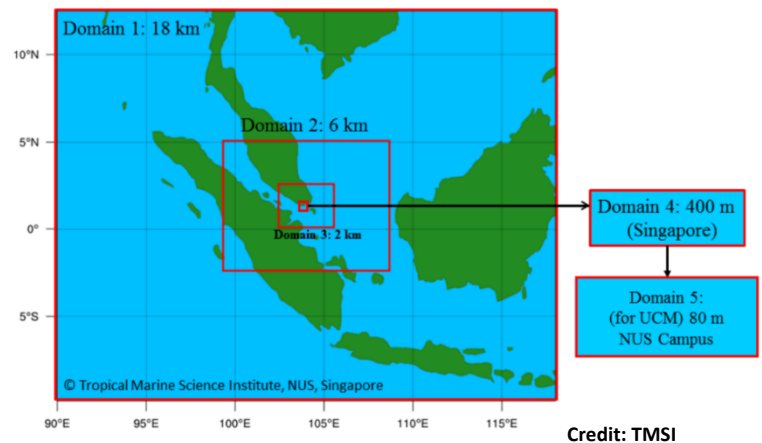 Domain 1: 18 km
10°N
Domain 2: 6 km
5°N
Domain 4: 400 m
(Singapore)
0°
Domain 3: 2 km
Domain 5:
(for UCM) 80 m
NUS Campus
5°S
© Tropical Marine Science Institute, NUS, Singapore
90°E
95°E
100°E
105°E
110°E
115°E
Credit: TMSI